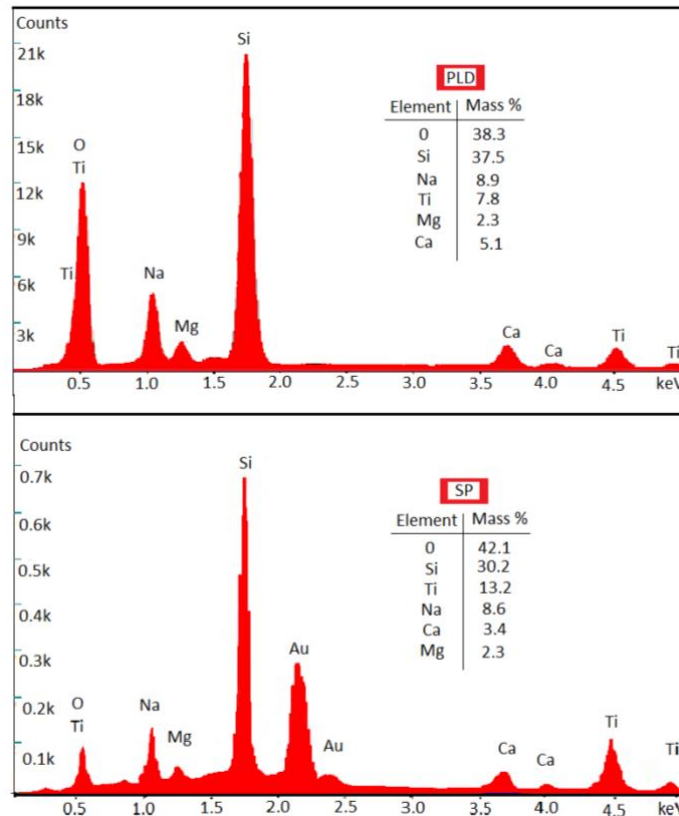 Counts
21k
18k
15k
12k
9k
6k
3k
Si
O
Ti
Ti
Na
Mg
Ca
Ca
Ti
Ti
PLD
Element Mass %
O 38.3
Si 37.5
Na 8.9
Ti 7.8
Mg 2.3
Ca 5.1
0.5 1.0 1.5 2.0 2.5 3.0 3.5 4.0 4.5 keV
Counts
0.7k
0.6k
0.5k
0.4k
0.3k
0.2k
0.1k
Si
Au
Au
O
Ti
Na
Mg
Ca
Ca
Ti
Ti
SP
Element Mass %
O 42.1
Si 30.2
Ti 13.2
Na 8.6
Ca 3.4
Mg 2.3
0.5 1.0 1.5 2.0 2.5 3.0 3.5 4.0 4.5 keV